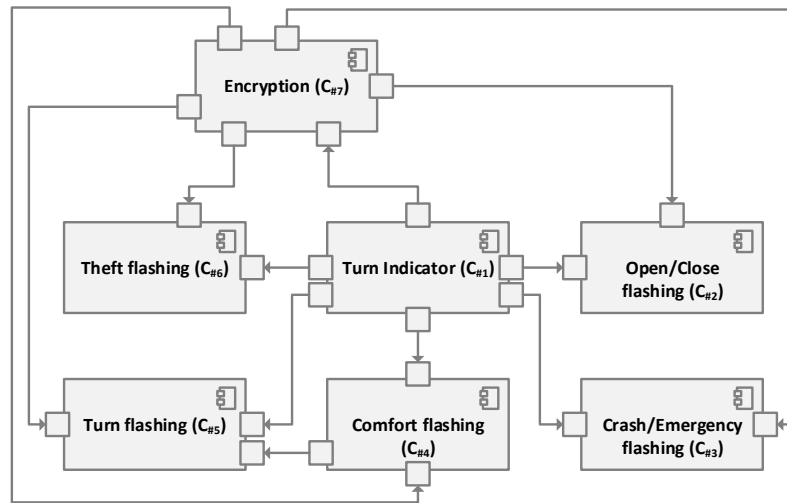 Encryption (C#7)
Theft flashing (C#6)
Turn Indicator (C#1)
Open/Close
flashing (C#2)
Turn flashing (C#5)
Comfort flashing
(C#4)
Crash/Emergency
flashing (C#3)